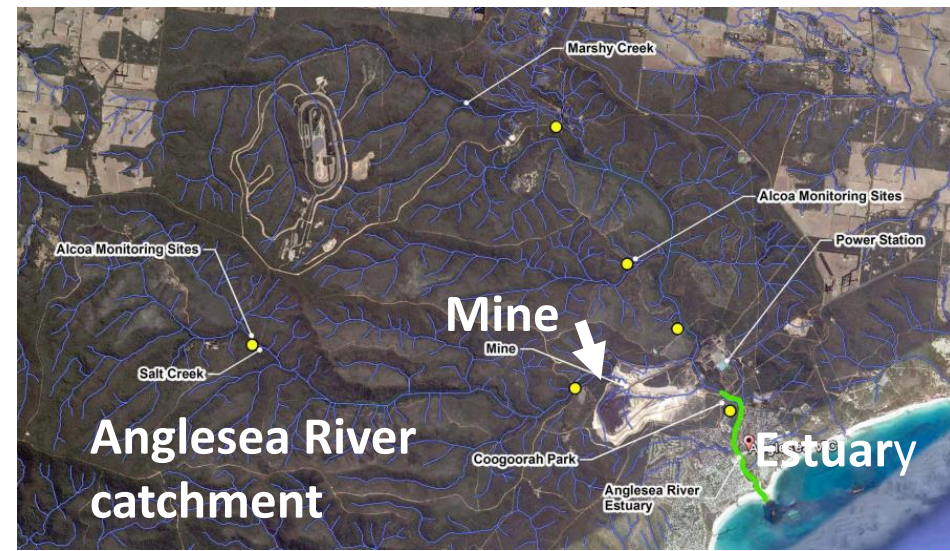 Marshy Creek
Alcoa Monitoring Sites
Power Station
Alcoa Monitoring Sites
Mine
Mine
Salt Creek
Anglesea River
catchment
Coogoorah Park
Estuary
Anglesea River
Estuary